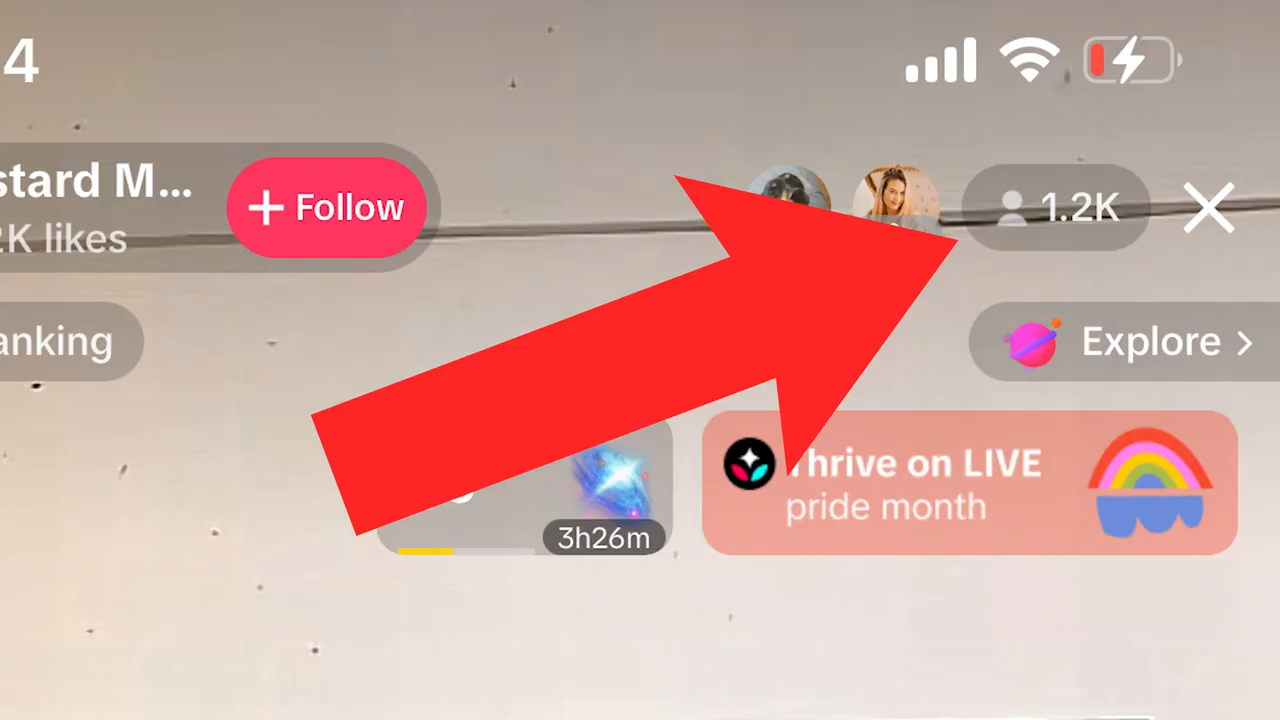 4
stard M...
2K likes
+ Follow
1.2K
anking
Explore >
3h26m
Thrive on LIVE
pride month